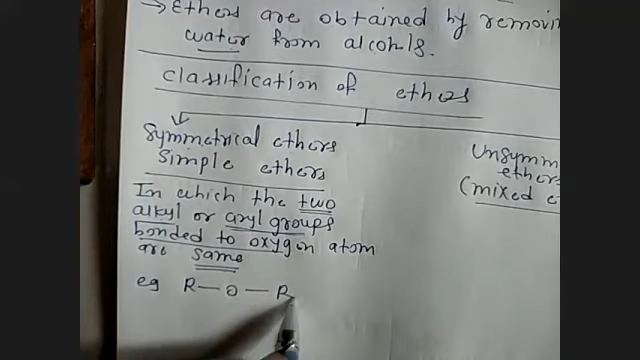 → Ethers are obtained by removin
water from alcohols.
classification of ethers
Symmetrical ethers
Simple ethers
Unsymm
ethers
(mixed e
In which the two
alkyl or aryl groups
bonded to oxygen atom
are same
eg R—O—R